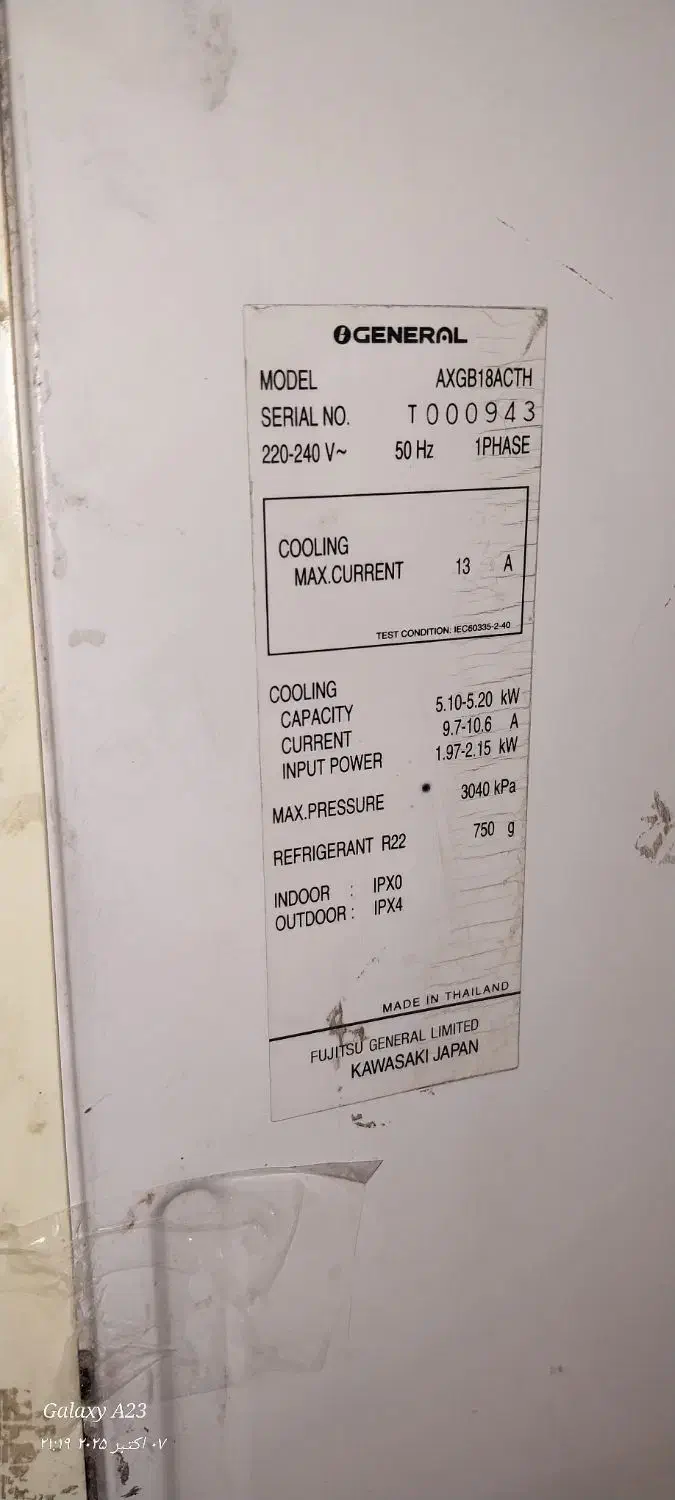 GENERAL
MODEL AXGB18ACTH
SERIAL NO. T000943
220-240 V~ 50 Hz 1PHASE
COOLING
MAX.CURRENT 13 A
TEST CONDITION: IEC60335-2-40
COOLING
CAPACITY 5.10-5.20 kW
CURRENT 9.7-10.6 A
INPUT POWER 1.97-2.15 kW
MAX.PRESSURE 3040 kPa
REFRIGERANT R22 750 g
INDOOR : IPX0
OUTDOOR : IPX4
MADE IN THAILAND
FUJITSU GENERAL LIMITED
KAWASAKI JAPAN
Galaxy A23
۰۷ اکتبر ۲۰۲۵ ۲۱:۱۹